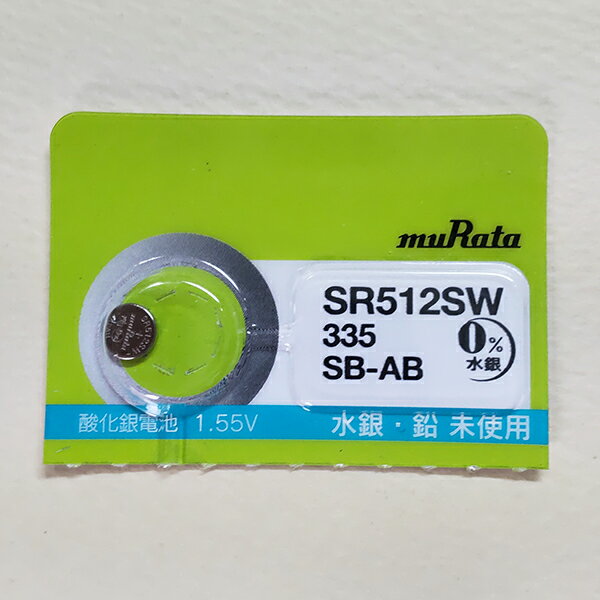 muRata
SR512SW
335
SB-AB
0%
水銀
酸化銀電池 1.55V
水銀・鉛 未使用
muRata